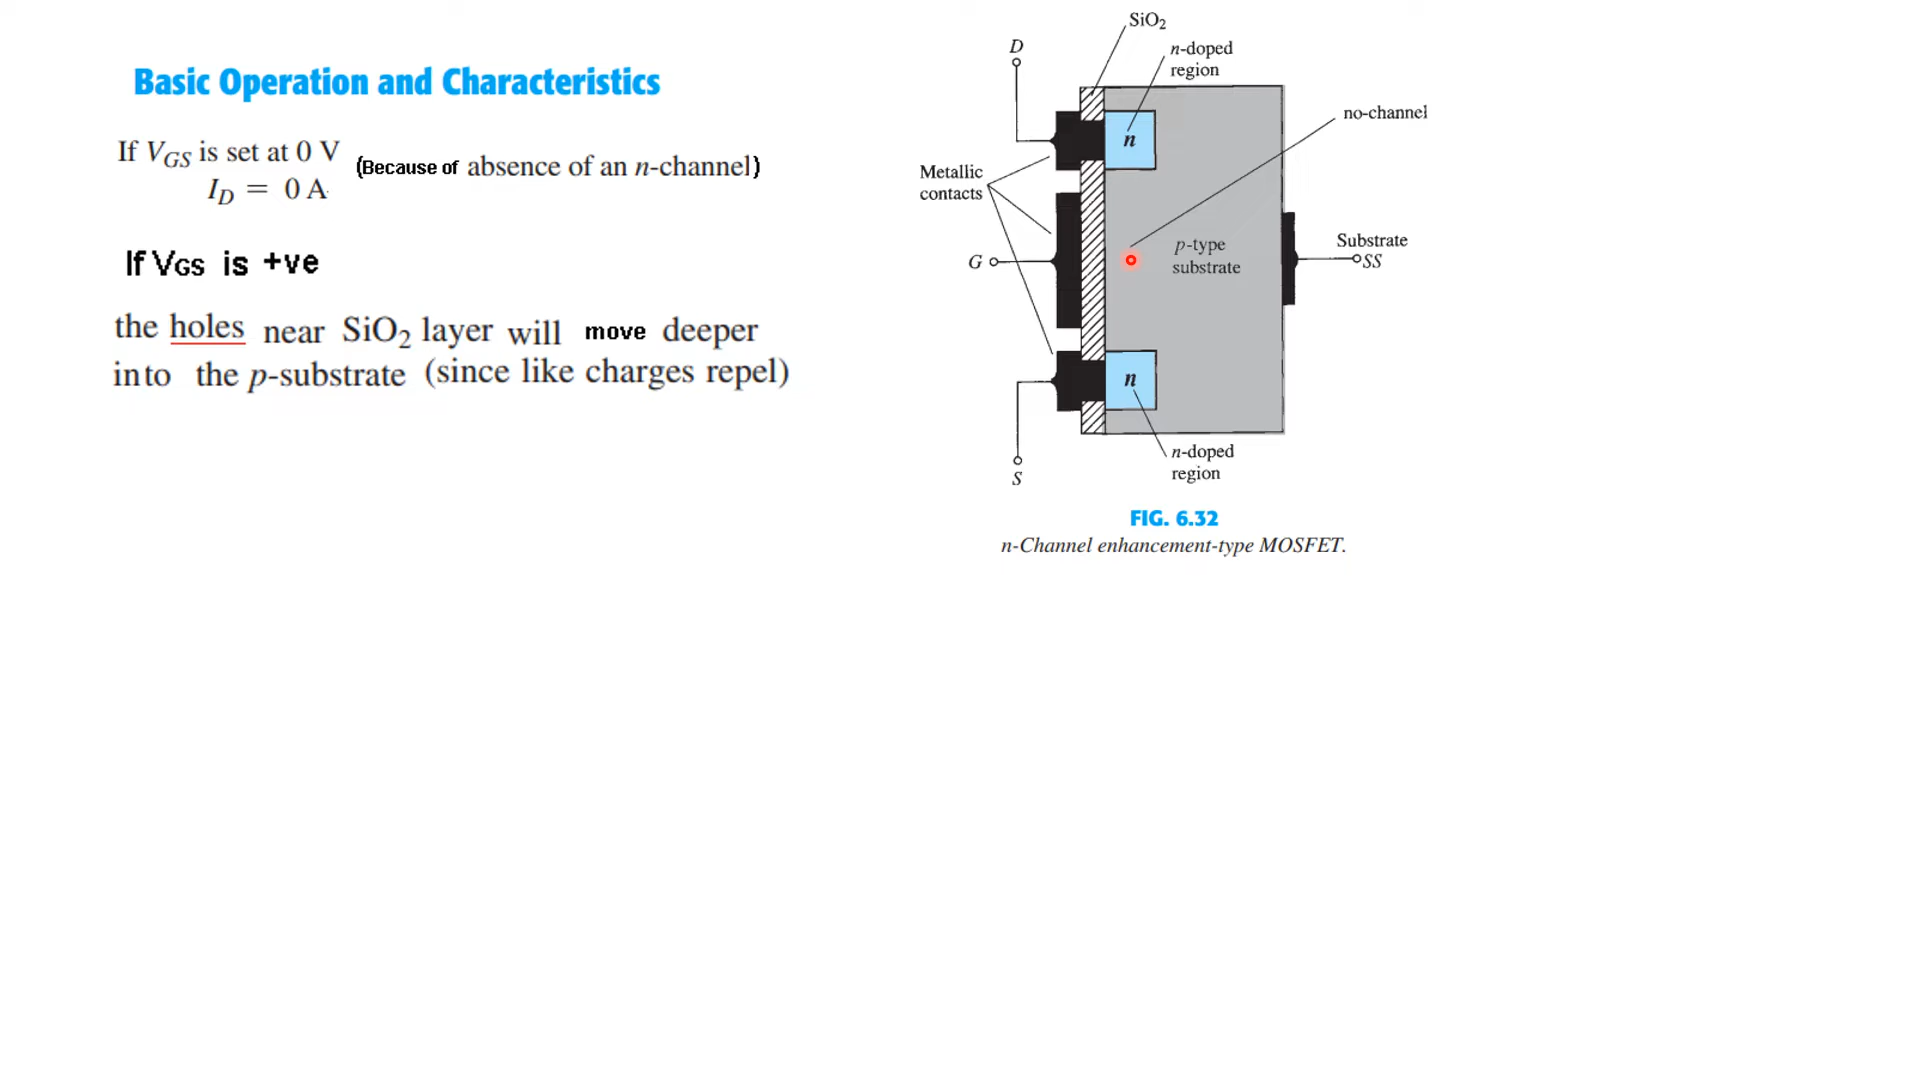 Basic Operation and Characteristics
If VGS is set at 0 V (Because of absence of an n-channel)
ID = 0 A
If VGS is +ve
the holes near SiO2 layer will move deeper
into the p-substrate (since like charges repel)
SiO2
D
n-doped
region
no-channel
n
Metallic
contacts
p-type
substrate
Substrate
SS
G
n
n-doped
region
S
FIG. 6.32
n-Channel enhancement-type MOSFET.